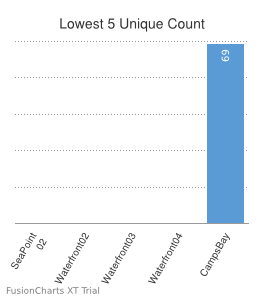 Lowest 5 Unique Count
69
SeaPoint
02
Waterfront02
Waterfront03
Waterfront04
CampsBay
FusionCharts XT Trial